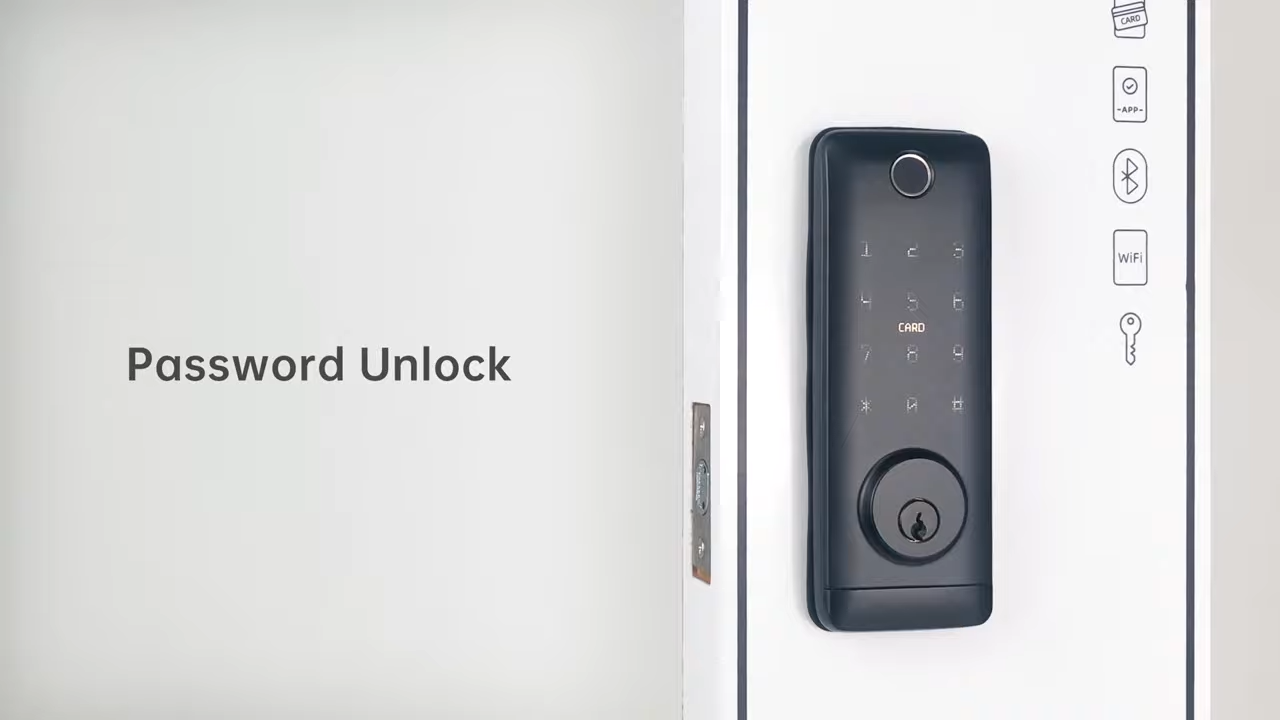 Password Unlock
CARD
-APP-
WiFi
1 2 3
4 5 6
CARD
7 8 9
* 0 #